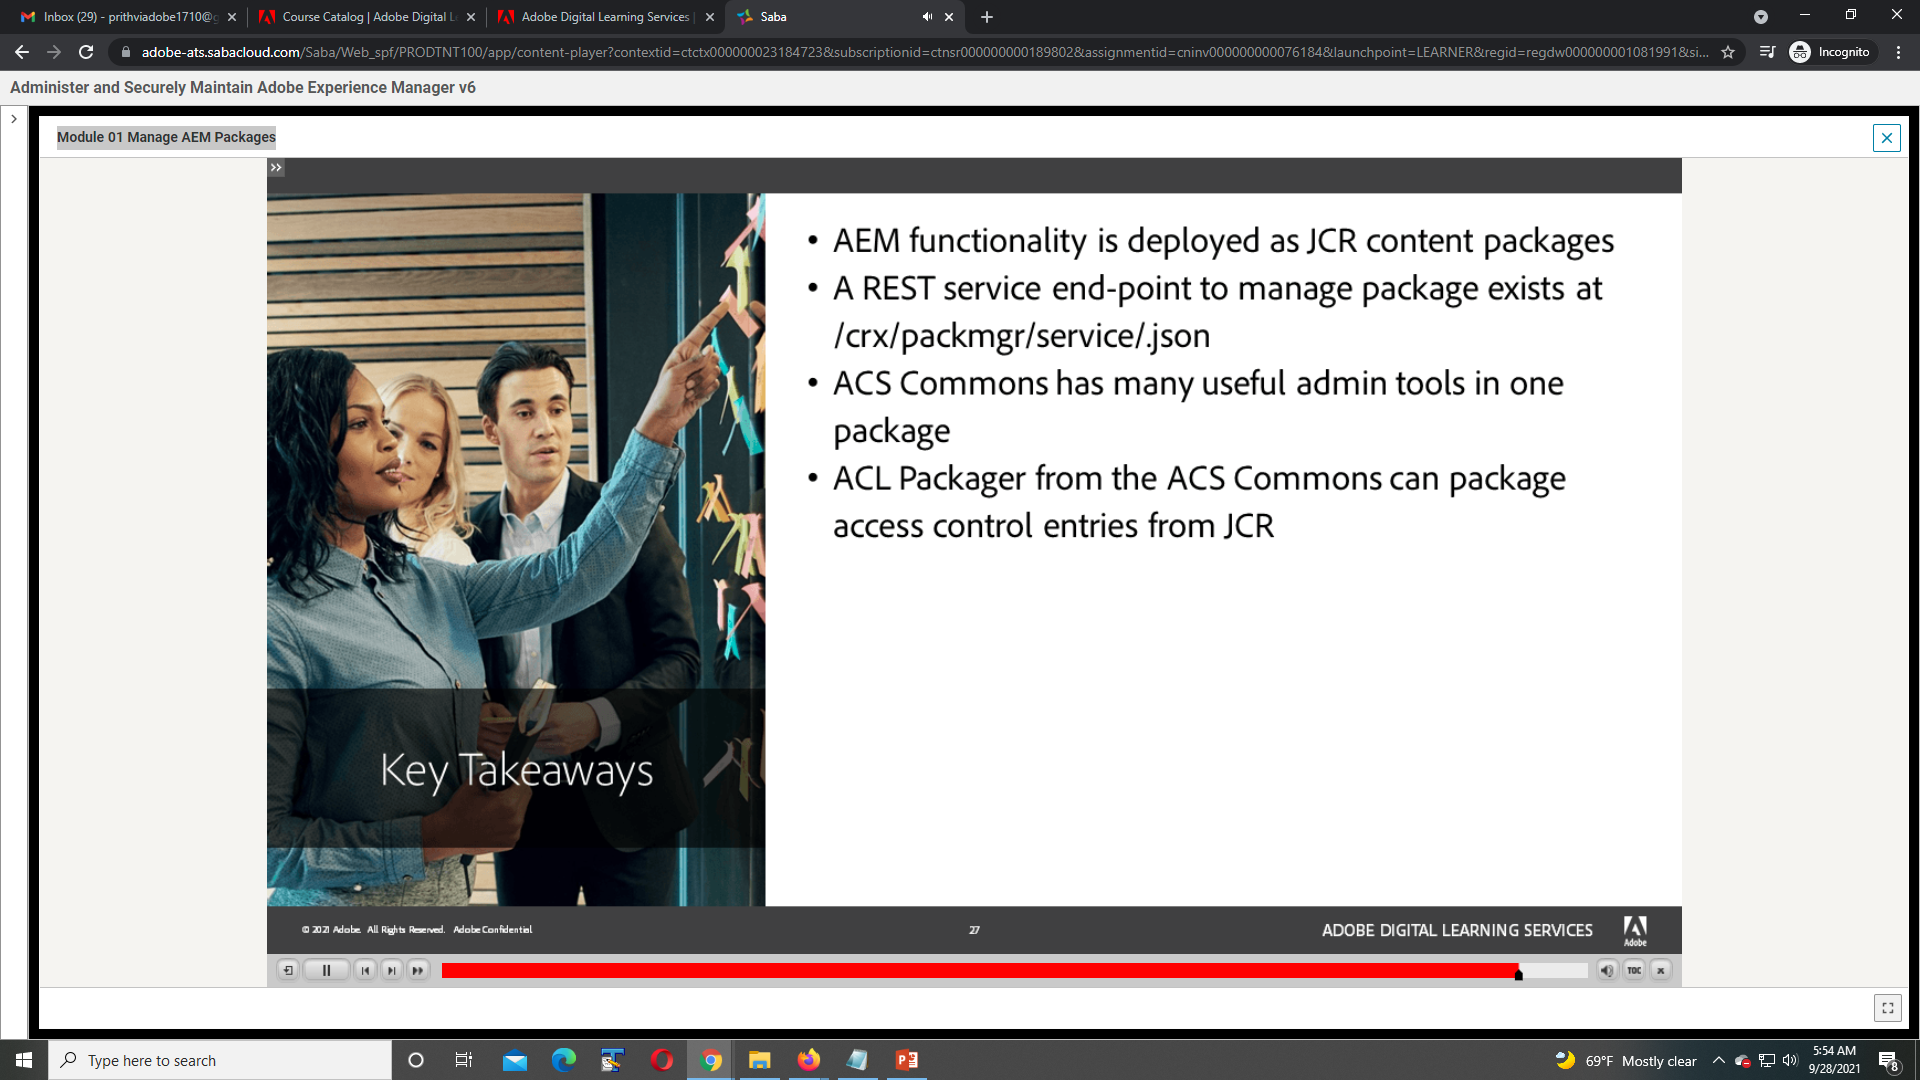 Inbox (29) - prithviadobe1710@g
Course Catalog | Adobe Digital L
Adobe Digital Learning Services |
Saba
adobe-ats.sabacloud.com/Saba/Web_spf/PRODTNT100/app/content-player?contextid=ctctx000000023184723&subscriptionid=ctnsr000000000189802&assignmentid=cninv000000000076184&launchpoint=LEARNER&regid=regdw000000001081991&si...
Incognito
Administer and Securely Maintain Adobe Experience Manager v6
Module 01 Manage AEM Packages
• AEM functionality is deployed as JCR content packages
• A REST service end-point to manage package exists at
/crx/packmgr/service/.json
• ACS Commons has many useful admin tools in one
package
• ACL Packager from the ACS Commons can package
access control entries from JCR
Key Takeaways
© 2021 Adobe. All Rights Reserved. Adobe Confidential.
27
ADOBE DIGITAL LEARNING SERVICES
Adobe
TOC
Type here to search
69°F Mostly clear
5:54 AM
9/28/2021
8